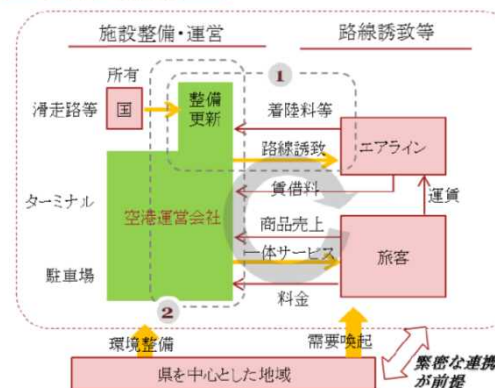 施設整備・運営
路線誘致等
所有
1
滑走路等
国
整備
更新
着陸料等
エアライン
路線誘致
賃借料
運賃
ターミナル
空港運営会社
商品売上
旅客
一体サービス
駐車場
料金
2
環境整備
需要喚起
緊密な連携
が前提
県を中心とした地域